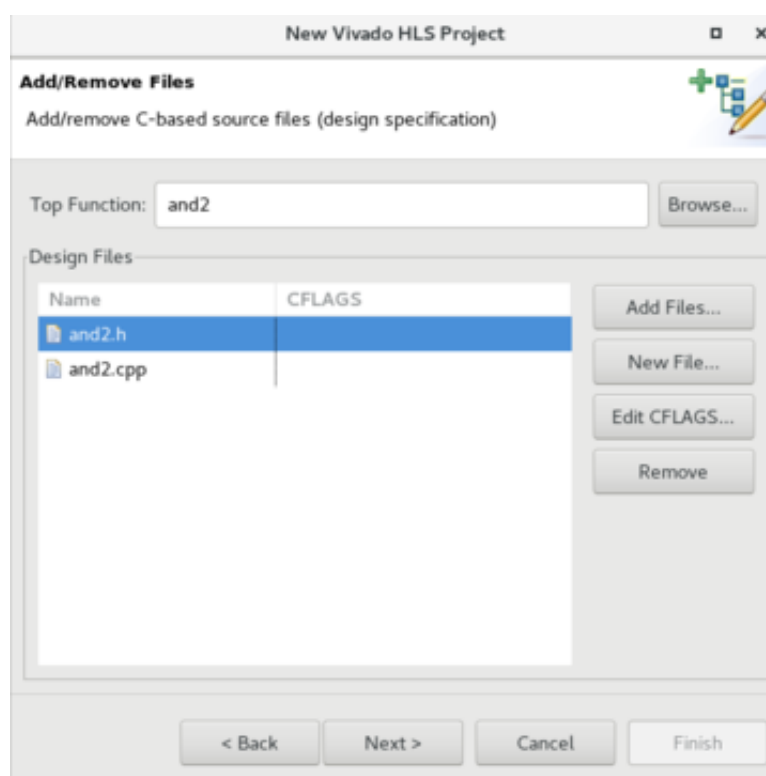 New Vivado HLS Project
Add/Remove Files
Add/remove C-based source files (design specification)
Top Function: and2 Browse...
Design Files
Name CFLAGS
Add Files...
and2.h
and2.cpp
New File...
Edit CFLAGS...
Remove
< Back Next > Cancel Finish